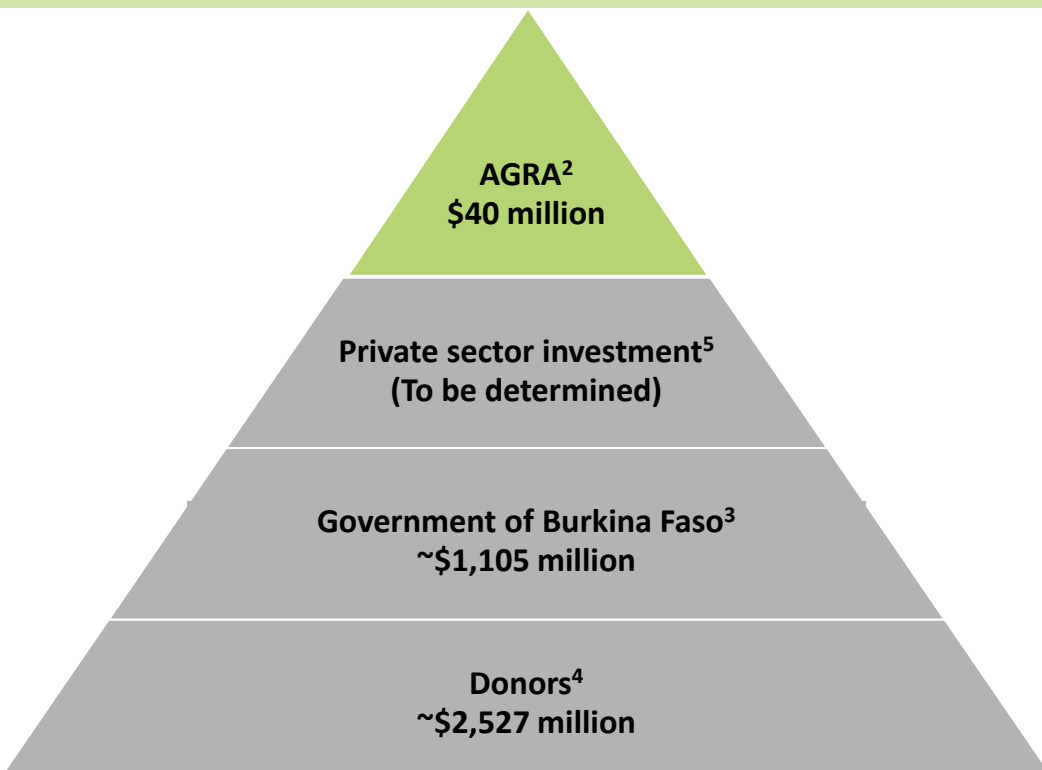 AGRA²
$40 million
Private sector investment⁵
(To be determined)
Government of Burkina Faso³
~$1,105 million
Donors⁴
~$2,527 million